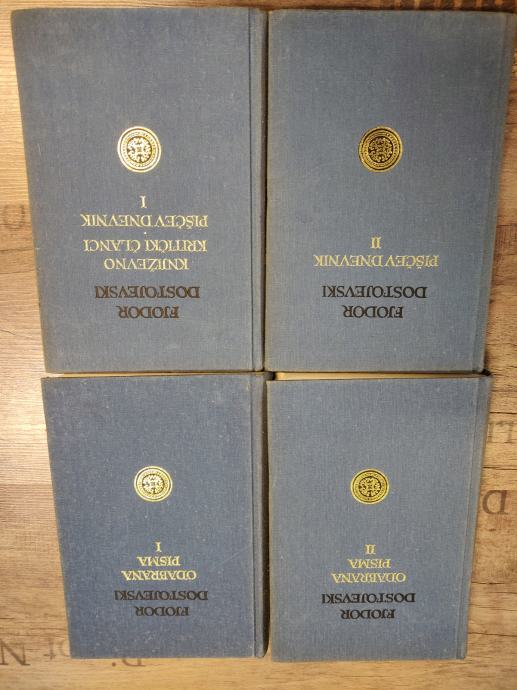 FJODOR
DOSTOJEVSKI
KNJIŽEVNO
KRITIČKI ČLANCI
•
PIŠČEV DNEVNIK
I
FJODOR
DOSTOJEVSKI
PIŠČEV DNEVNIK
II
FJODOR
DOSTOJEVSKI
ODABRANA
PISMA
I
FJODOR
DOSTOJEVSKI
ODABRANA
PISMA
II